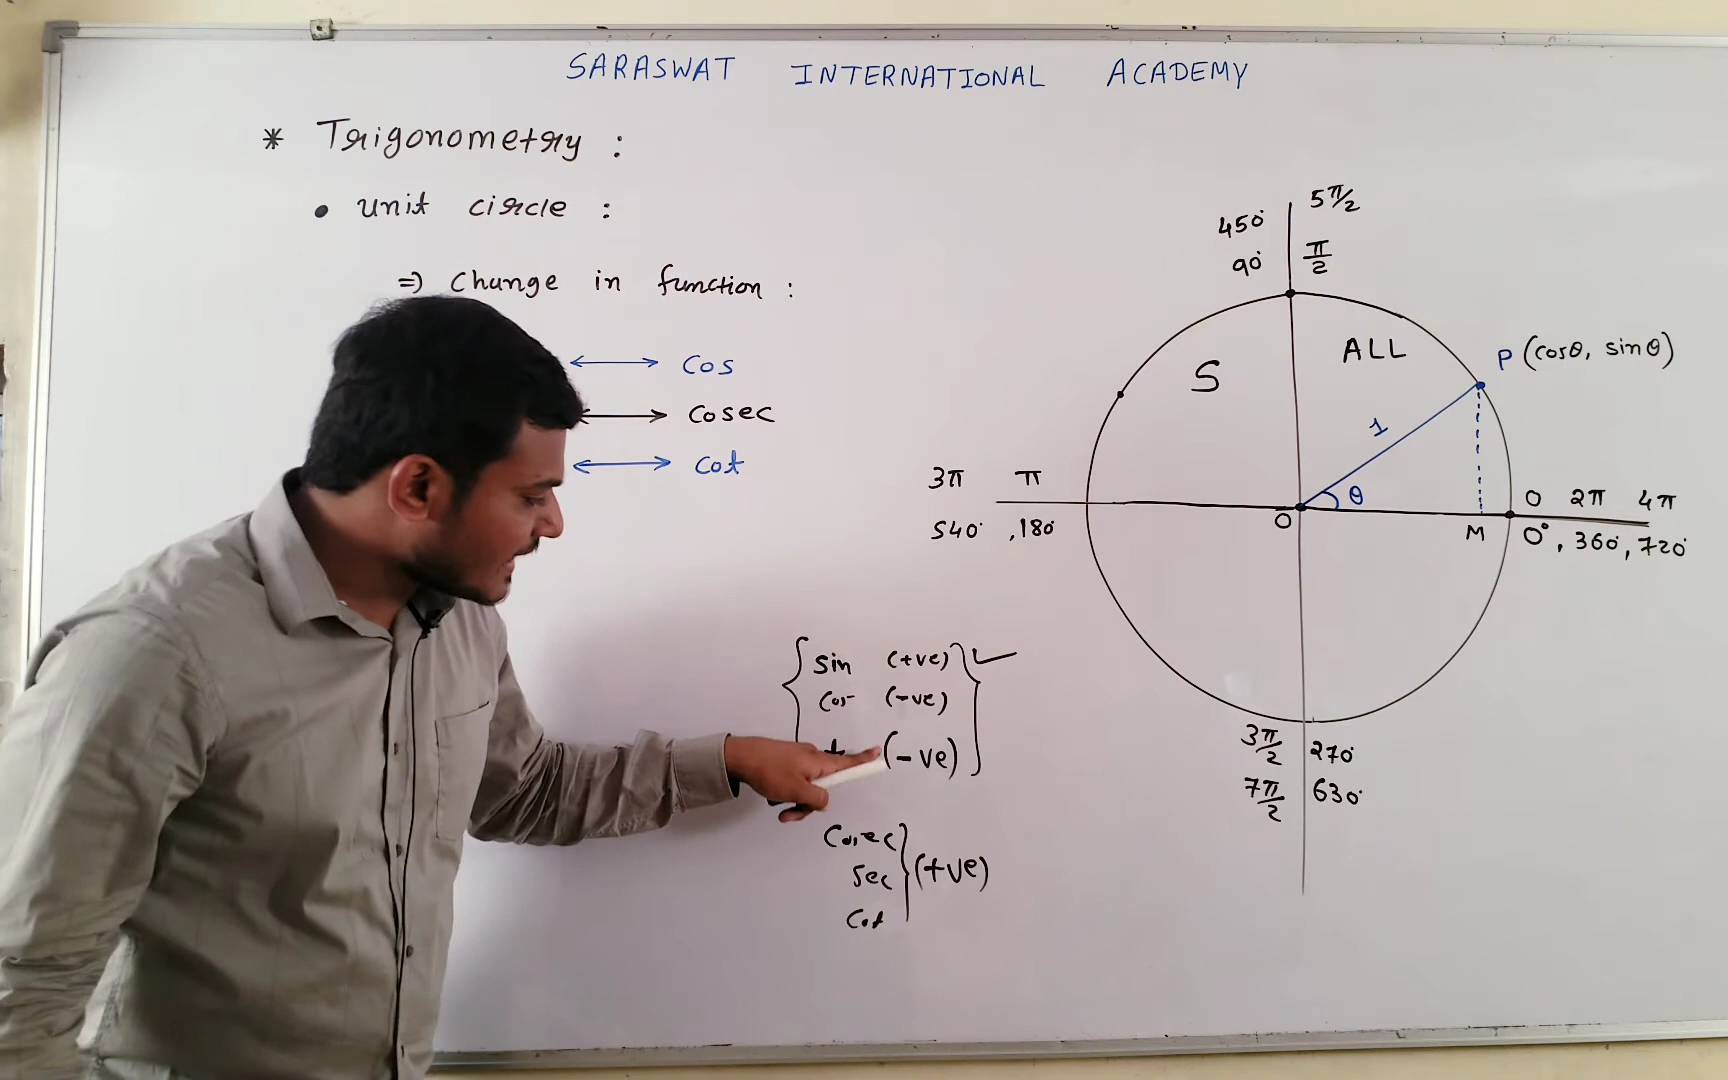 SARASWAT INTERNATIONAL ACADEMY
* Trigonometry :
• unit circle :
⇒ Change in function :
↔ cos
→ cosec
↔ cot
sin (+ve)
cos (-ve)
(-ve)
cosec
sec (+ve)
cot
450° 5π/2
90° π/2
S ALL
P (cosθ, sinθ)
1
3π π
540°, 180°
O θ M
0 2π 4π
0°, 360°, 720°
3π/2 270°
7π/2 630°